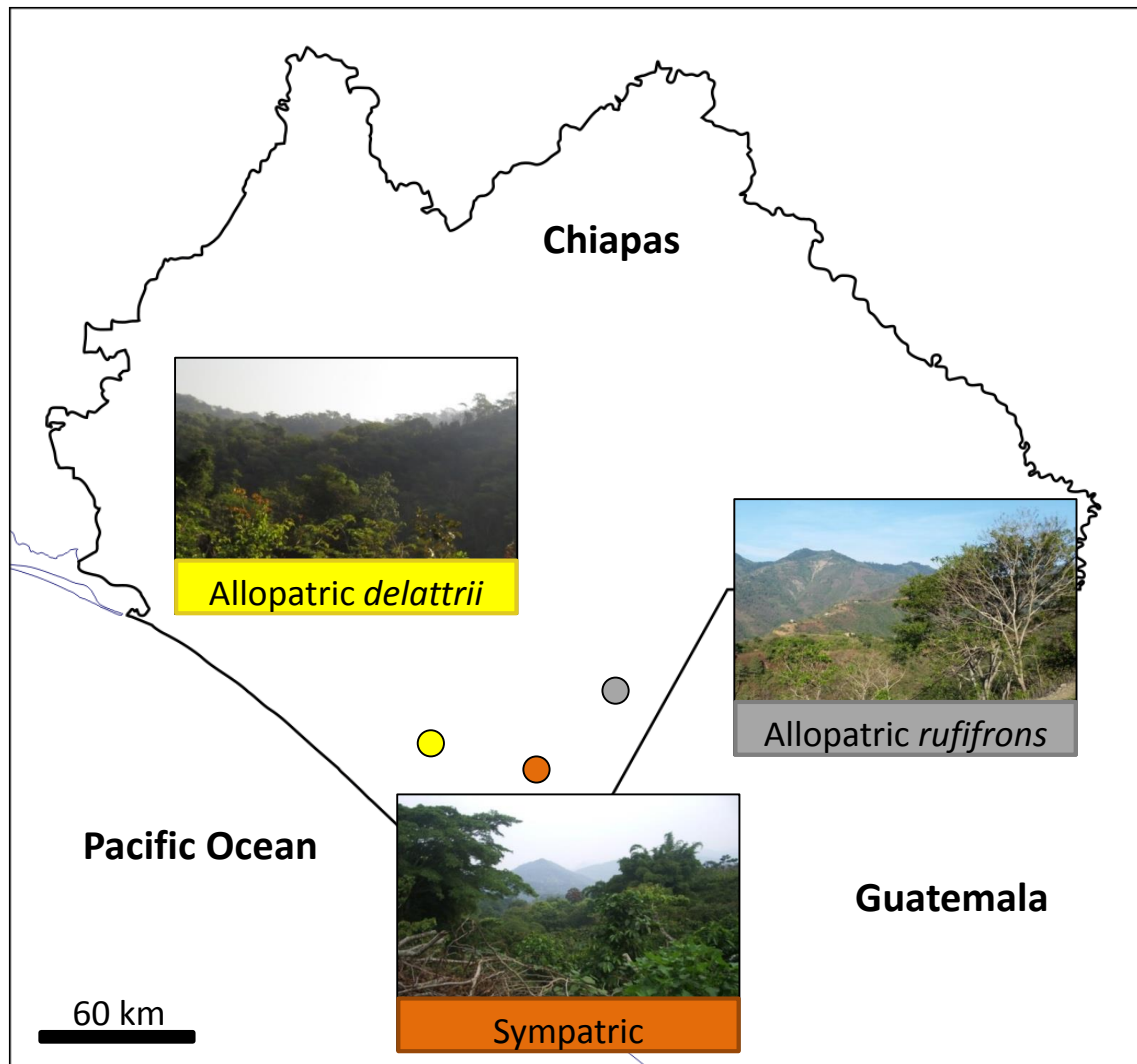 Chiapas
Allopatric delattrii
Allopatric rufifrons
Pacific Ocean
Guatemala
60 km
Sympatric